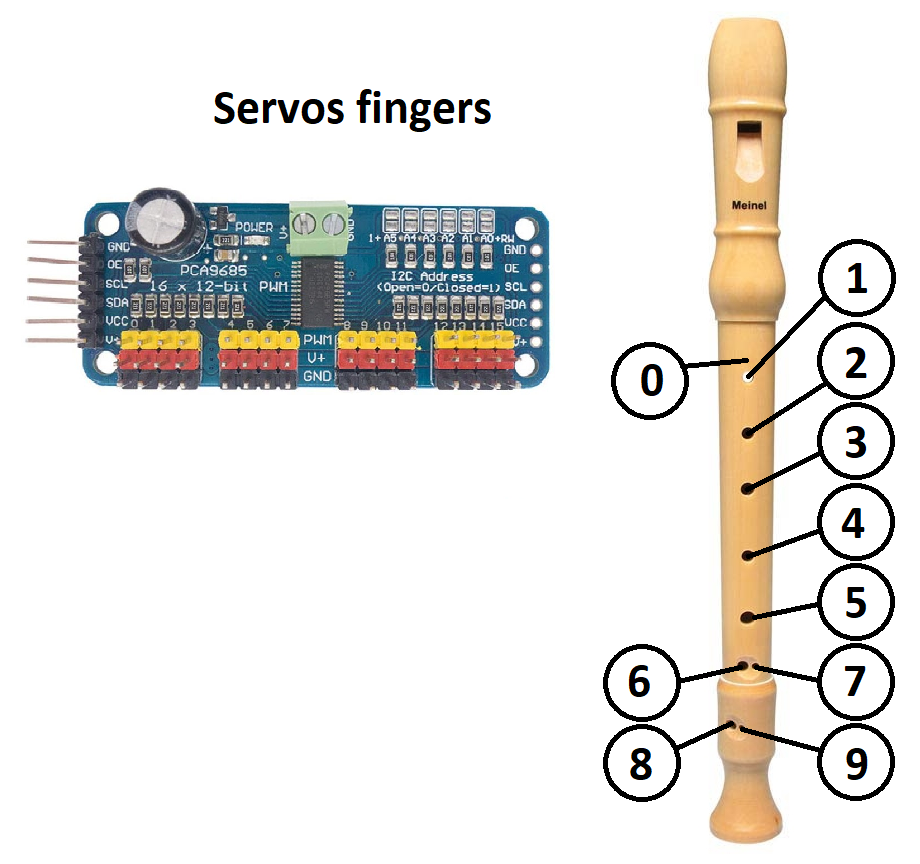 Servos fingers
POWER
V+
GND
1+ A5 A4 A3 A2 A1 A0+RW
GND
OE
SCL
SDA
VCC
V+
PCA9685
16 x 12-bit PWM
I2C Address
(Open=0/Closed=1)
GND
OE
SCL
SDA
VCC
V+
0 1 2 3
4 5 6 7
8 9 10 11
12 13 14 15
PWM
V+
GND
Meinel
1
0
2
3
4
5
6
7
8
9